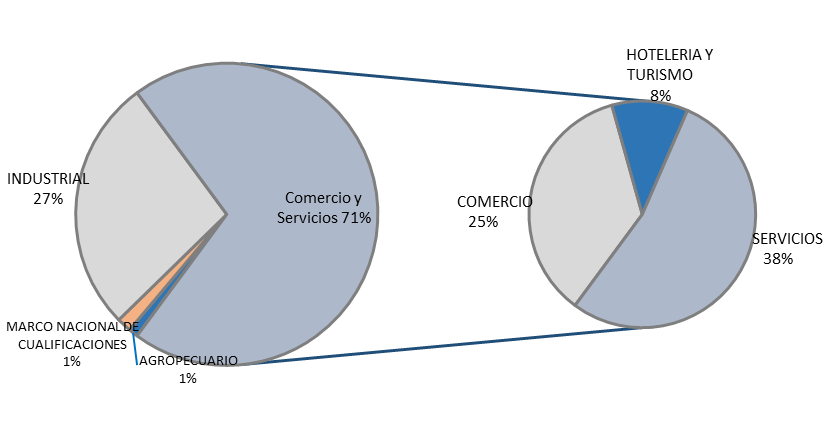 INDUSTRIAL
27%
Comercio y
Servicios 71%
MARCO NACIONAL DE
CUALIFICACIONES
1%
AGROPECUARIO
1%
HOTELERIA Y
TURISMO
8%
COMERCIO
25%
SERVICIOS
38%